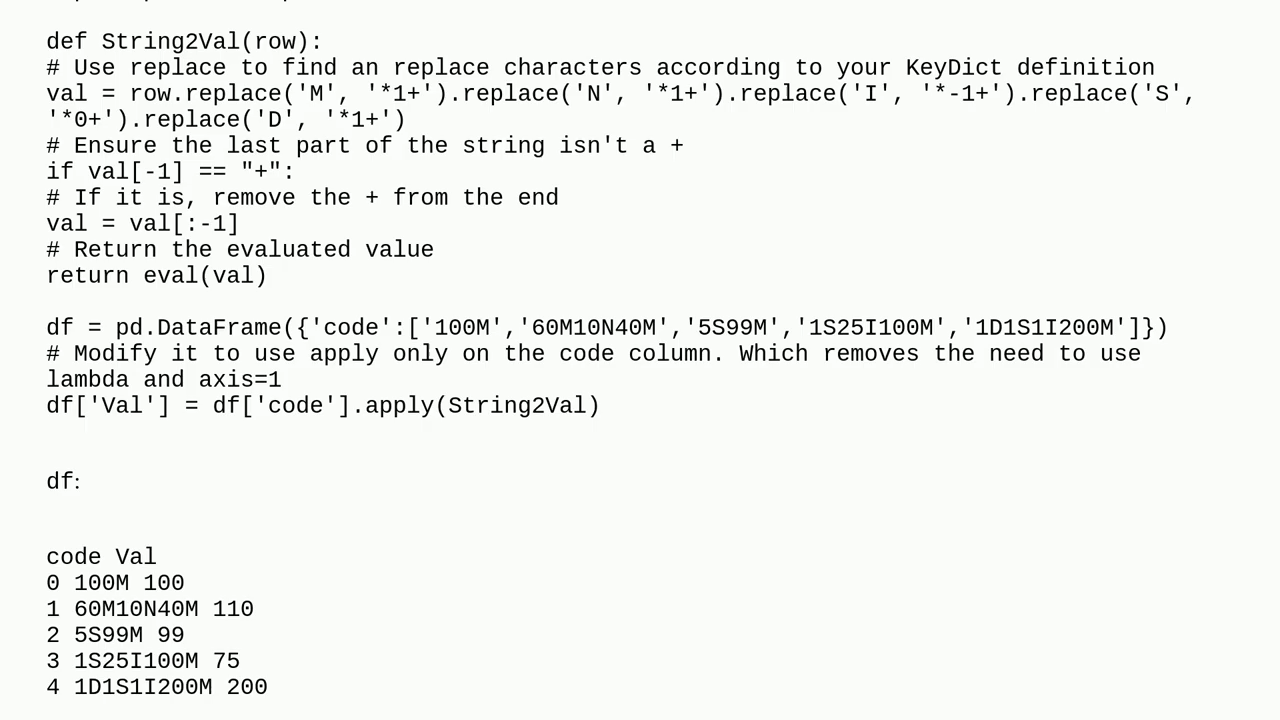 def String2Val(row):
# Use replace to find an replace characters according to your KeyDict definition
val = row.replace('M', '*1+').replace('N', '*1+').replace('I', '*-1+').replace('S',
'*0+').replace('D', '*1+')
# Ensure the last part of the string isn't a +
if val[-1] == "+":
# If it is, remove the + from the end
val = val[:-1]
# Return the evaluated value
return eval(val)
df = pd.DataFrame({'code':['100M','60M10N40M','5S99M','1S25I100M','1D1S1I200M']})
# Modify it to use apply only on the code column. Which removes the need to use
lambda and axis=1
df['Val'] = df['code'].apply(String2Val)
df:
code Val
0 100M 100
1 60M10N40M 110
2 5S99M 99
3 1S25I100M 75
4 1D1S1I200M 200